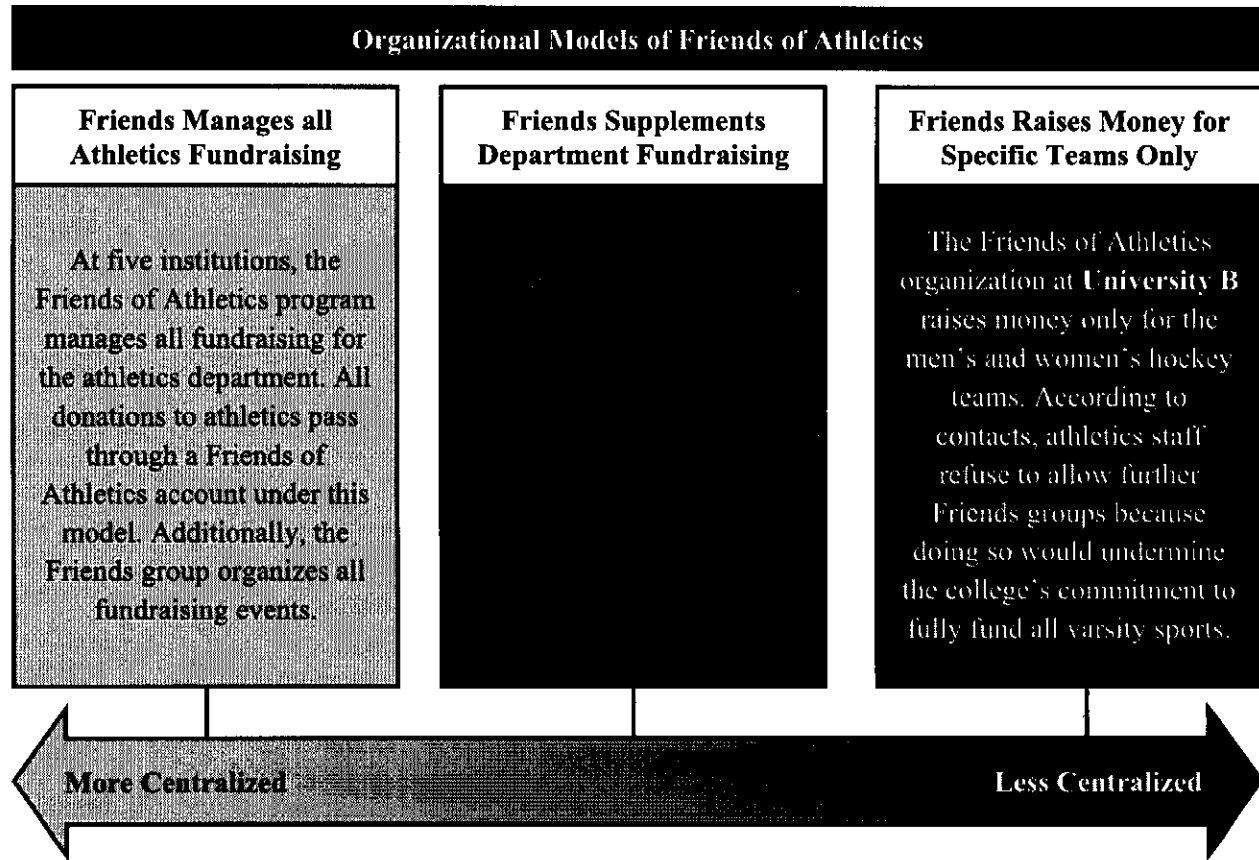 Organizational Models of Friends of Athletics
Friends Manages all
Athletics Fundraising
At five institutions, the
Friends of Athletics program
manages all fundraising for
the athletics department. All
donations to athletics pass
through a Friends of
Athletics account under this
model. Additionally, the
Friends group organizes all
fundraising events.
Friends Supplements
Department Fundraising
Friends Raises Money for
Specific Teams Only
The Friends of Athletics
organization at University B
raises money only for the
men's and women's hockey
teams. According to
contacts, athletics staff
refuse to allow further
Friends groups because
doing so would undermine
the college's commitment to
fully fund all varsity sports.
More Centralized
Less Centralized